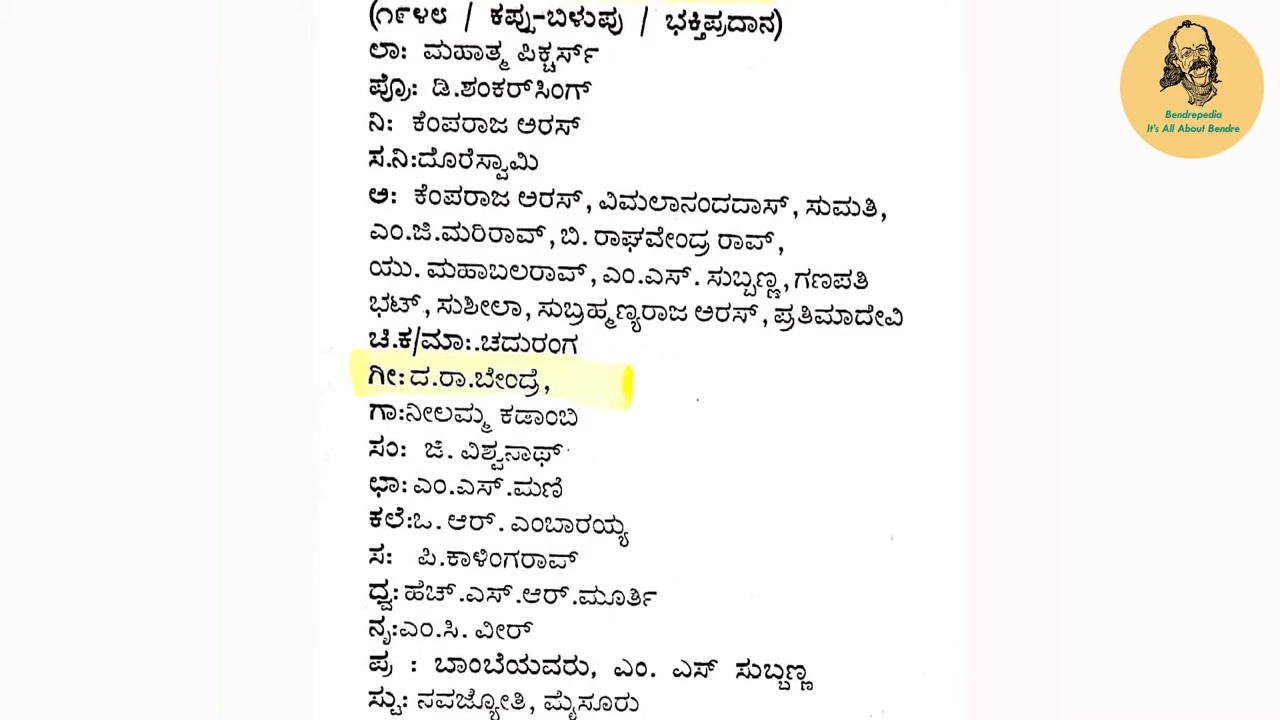 (೧೯೪೮ / ಕಪ್ಪು-ಬಿಳುಪು / ಭಕ್ತಿಪ್ರದಾನ)
ಲಾ: ಮಹಾತ್ಮ ಪಿಕ್ಚರ್ಸ್
ಪ್ರೊ: ಡಿ.ಶಂಕರ್‌ಸಿಂಗ್
ನಿ: ಕೆಂಪರಾಜ ಅರಸ್
ಸ.ನಿ:ದೊರೆಸ್ವಾಮಿ
ಅ: ಕೆಂಪರಾಜ ಅರಸ್, ವಿಮಲಾನಂದದಾಸ್, ಸುಮತಿ,
ಎಂ.ಜಿ.ಮರಿರಾವ್, ಬಿ. ರಾಘವೇಂದ್ರ ರಾವ್,
ಯು. ಮಹಾಬಲರಾವ್, ಎಂ.ಎಸ್. ಸುಬ್ಬಣ್ಣ, ಗಣಪತಿ
ಭಟ್, ಸುಶೀಲಾ, ಸುಬ್ರಹ್ಮಣ್ಯರಾಜ ಅರಸ್, ಪ್ರತಿಮಾದೇವಿ
ಚಿ.ಕ/ಮಾ:.ಚದುರಂಗ
ಗೀ: ದ.ರಾ.ಬೇಂದ್ರೆ,
ಗಾ:ನೀಲಮ್ಮ ಕಡಾಂಬಿ
ಸಂ: ಜಿ. ವಿಶ್ವನಾಥ್
ಛಾ: ಎಂ.ಎಸ್.ಮಣಿ
ಕಲೆ:ಒ. ಆರ್. ಎಂಬಾರಯ್ಯ
ಸ: ಪಿ.ಕಾಳಿಂಗರಾವ್
ಧ್ವ: ಹೆಚ್.ಎಸ್.ಆರ್.ಮೂರ್ತಿ
ನೃ:ಎಂ.ಸಿ. ವೀರ್
ಪ್ರ : ಬಾಂಬೆಯವರು, ಎಂ. ಎಸ್ ಸುಬ್ಬಣ್ಣ
ಸ್ಟು: ನವಜ್ಯೋತಿ, ಮೈಸೂರು
Bendrepedia
It's All About Bendre